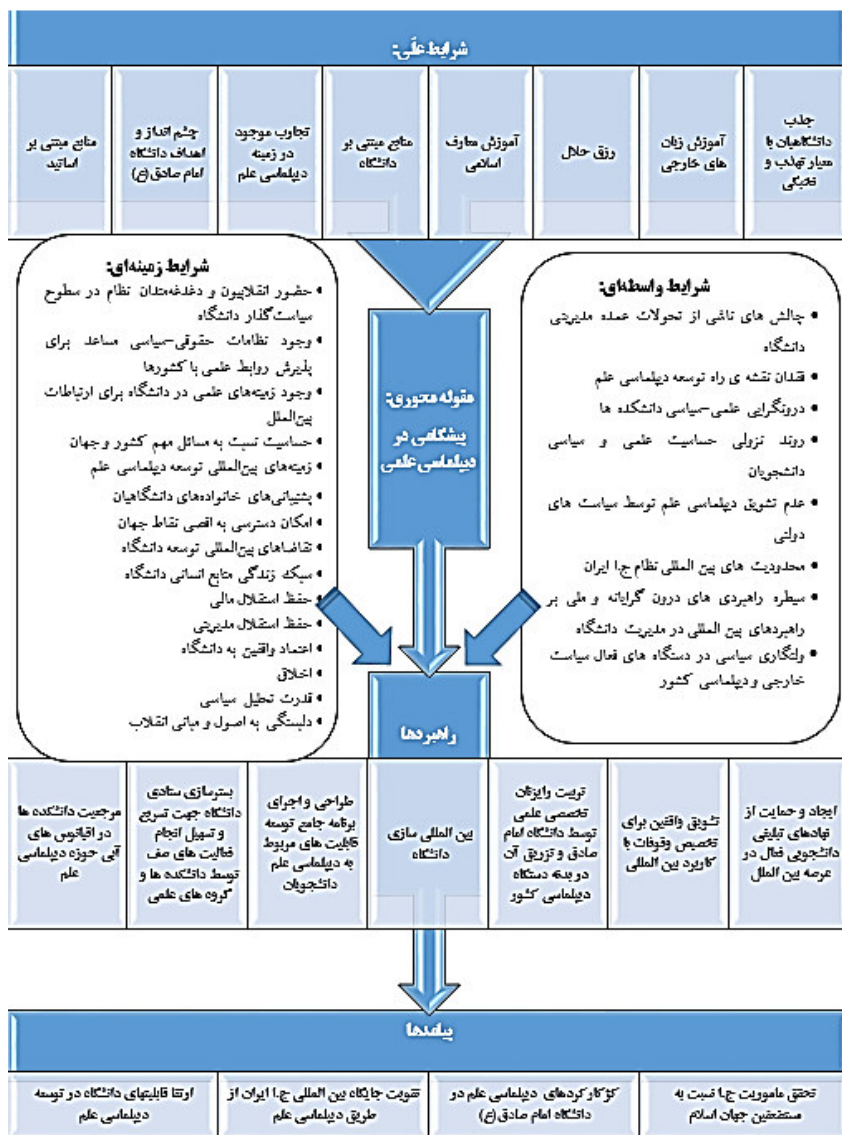 شرایط علّی:
جذب
دانشگاهیان با
معیار تهذب و
نخبگی
آموزش زبان
های خارجی
رزق حلال
آموزش معارف
اسلامی
منابع مبتنی بر
دانشگاه
تجارب موجود
در زمینه
دیپلماسی علم
چشم انداز و
اهداف دانشگاه
امام صادق(ع)
منابع مبتنی بر
اساتید
شرایط واسطه‌ای:
• چالش های ناشی از تحولات عمده مدیریتی
دانشگاه
• فقدان نقشه ی راه توسعه دیپلماسی علم
• درونگرایی علمی-سیاسی دانشکده ها
• روند نزولی حساسیت علمی و سیاسی
دانشجویان
• عدم تشویق دیپلماسی علم توسط سیاست های
دولتی
• محدودیت های بین المللی نظام ج.ا ایران
• سیطره راهبردی های درون گرایانه و ملی بر
راهبردهای بین المللی در مدیریت دانشگاه
• ولنگاری سیاسی در دستگاه های فعال سیاست
خارجی و دیپلماسی کشور
مقوله محوری:
پیشگامی در
دیپلماسی علمی
شرایط زمینه‌ای:
• حضور انقلابیون و دغدغه‌مندان نظام در سطوح
سیاست‌گذار دانشگاه
• وجود نظامات حقوقی-سیاسی مساعد برای
پذیرش روابط علمی با کشورها
• وجود زمینه‌های علمی در دانشگاه برای ارتباطات
بین‌الملل
• حساسیت نسبت به مسائل مهم کشور و جهان
• زمینه‌های بین‌المللی توسعه دیپلماسی علم
• پشتیبانی‌های خانواده‌های دانشگاهیان
• امکان دسترسی به اقصی نقاط جهان
• تقاضاهای بین‌المللی توسعه دانشگاه
• سبک زندگی منابع انسانی دانشگاه
• حفظ استقلال مالی
• حفظ استقلال مدیریتی
• اعتماد واقفین به دانشگاه
• اخلاق
• قدرت تحلیل سیاسی
• دلبستگی به اصول و مبانی انقلاب
راهبردها
ایجاد و حمایت از
نهادهای تبلیغی
دانشجویی فعال در
عرصه بین الملل
تشویق واقفین برای
تخصیص وقوفات با
کاربرد بین المللی
تربیت رایزنان
تخصصی علمی
توسط دانشگاه امام
صادق و تزریق آن
در بدنه دستگاه
دیپلماسی کشور
بین المللی سازی
دانشگاه
طراحی و اجرای
برنامه جامع توسعه
قابلیت های مربوط
به دیپلماسی علم
دانشجویان
بسترسازی ستادی
دانشگاه جهت تسریع
و تسهیل انجام
فعالیت های صف
توسط دانشکده ها و
گروه های علمی
مرجعیت دانشکده ها
در اقیانوس های
آبی حوزه دیپلماسی
علم
پیامدها
تحقق ماموریت ج.ا نسبت به
مستضعفین جهان اسلام
کژکارکردهای دیپلماسی علم در
دانشگاه امام صادق(ع)
تقویت جایگاه بین المللی ج.ا ایران از
طریق دیپلماسی علم
ارتقا قابلیتهای دانشگاه در توسعه
دیپلماسی علم